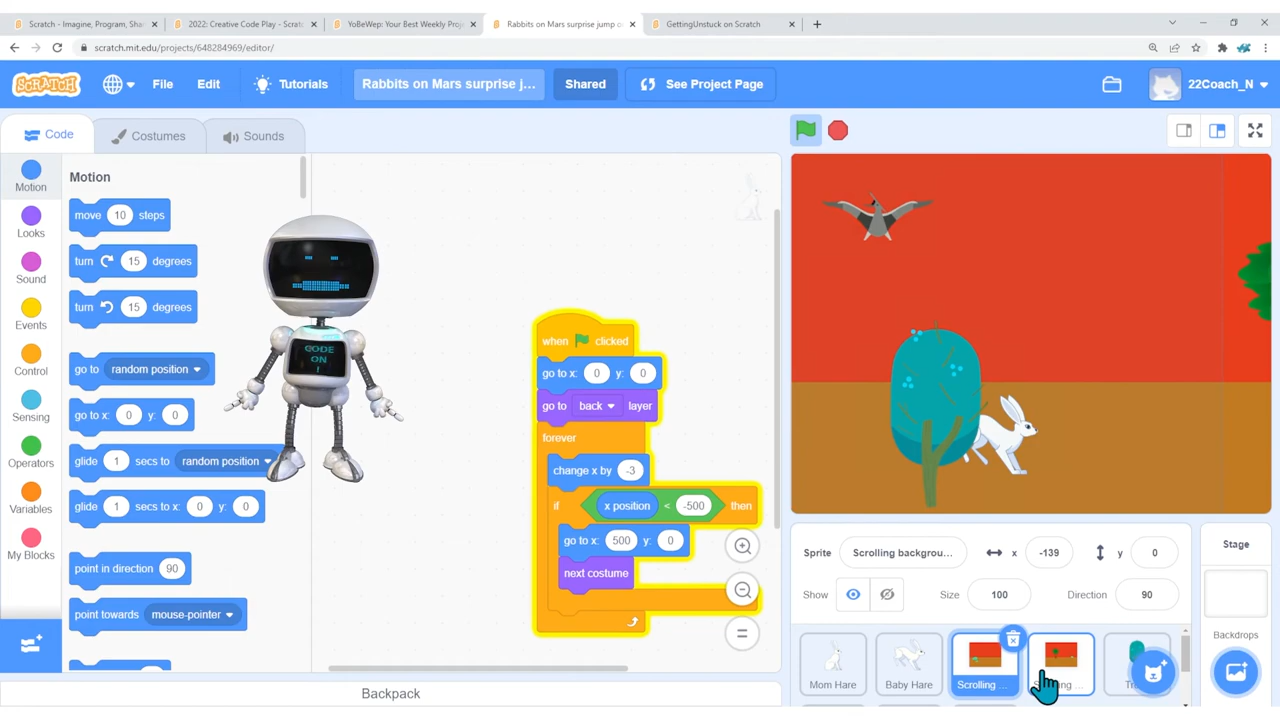 Scratch - Imagine, Program, Shar
2022: Creative Code Play - Scratc
YoBeWep: Your Best Weekly Proj
Rabbits on Mars surprise jump o
GettingUnstuck on Scratch
scratch.mit.edu/projects/648284969/editor/
SCRATCH
File
Edit
Tutorials
Rabbits on Mars surprise j...
Shared
See Project Page
22Coach_N
Code
Costumes
Sounds
Motion
Looks
Sound
Events
Control
Sensing
Operators
Variables
My Blocks
Motion
move 10 steps
turn 15 degrees
turn 15 degrees
go to random position
go to x: 0 y: 0
glide 1 secs to random position
glide 1 secs to x: 0 y: 0
point in direction 90
point towards mouse-pointer
CODE
ON
!
when clicked
go to x: 0 y: 0
go to back layer
forever
change x by -3
if x position < -500 then
go to x: 500 y: 0
next costume
Backpack
Sprite Scrolling backgrou... x -139 y 0
Show Size 100 Direction 90
Mom Hare
Baby Hare
Scrolling ...
Stage
Backdrops